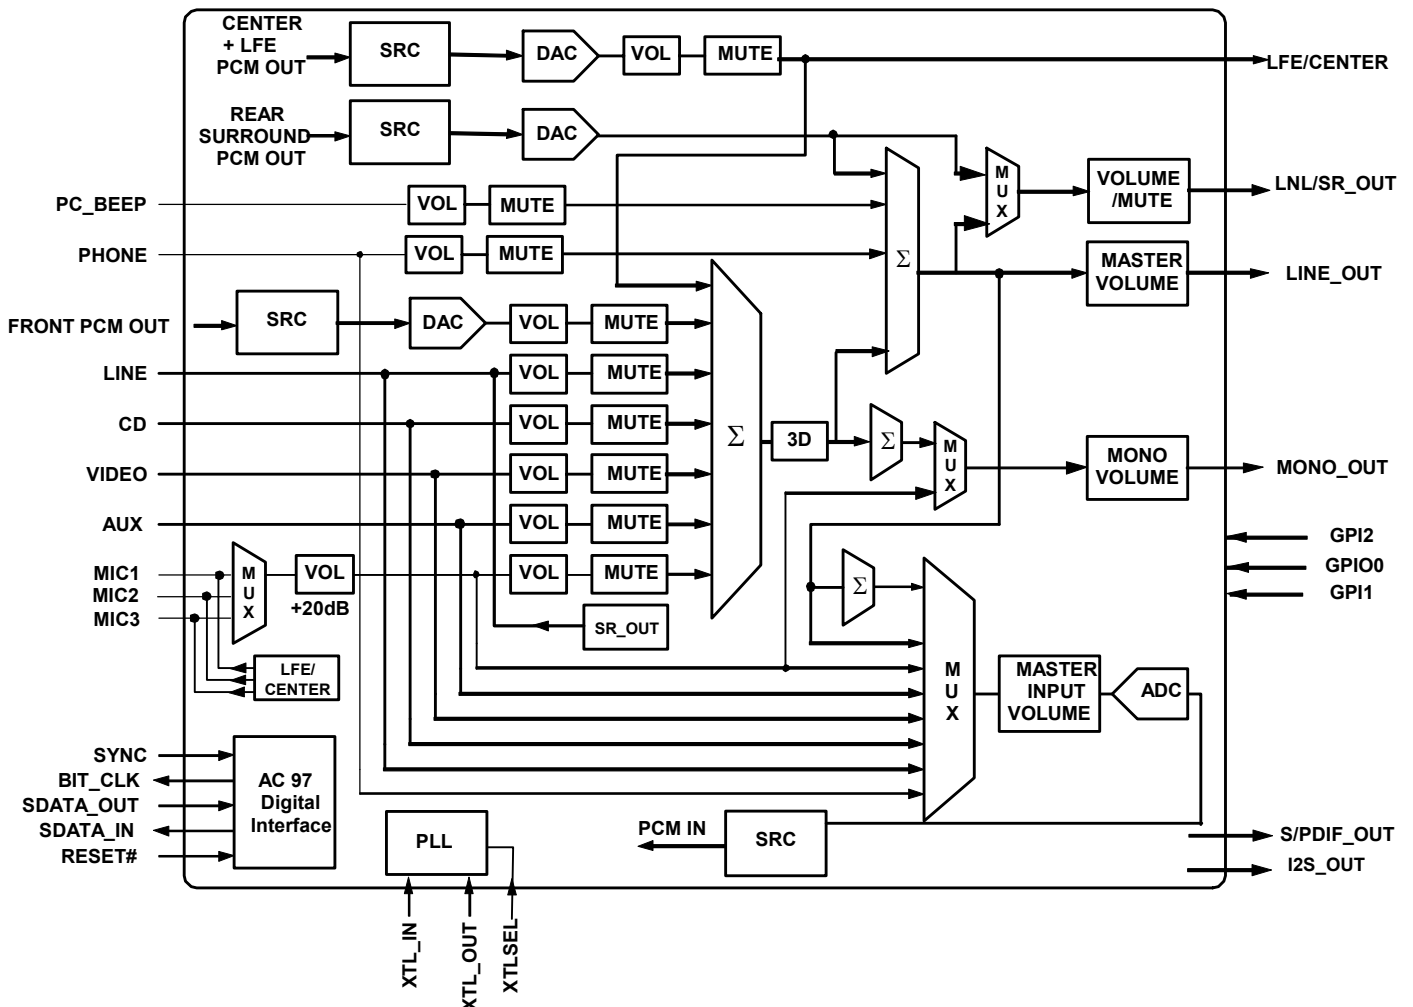 CENTER
+ LFE
PCM OUT
SRC
DAC
VOL
MUTE
LFE/CENTER
REAR
SURROUND
PCM OUT
SRC
DAC
MUX
VOLUME
/MUTE
LNL/SR_OUT
PC_BEEP
VOL
MUTE
PHONE
VOL
MUTE
Σ
MASTER
VOLUME
LINE_OUT
FRONT PCM OUT
SRC
DAC
VOL
MUTE
LINE
VOL
MUTE
CD
VOL
MUTE
Σ
3D
Σ
MUX
MONO
VOLUME
MONO_OUT
VIDEO
VOL
MUTE
AUX
VOL
MUTE
GPI2
GPIO0
GPI1
MIC1
MIC2
MIC3
MUX
VOL
+20dB
VOL
MUTE
Σ
SR_OUT
LFE/
CENTER
MUX
MASTER
INPUT
VOLUME
ADC
SYNC
BIT_CLK
SDATA_OUT
SDATA_IN
RESET#
AC 97
Digital
Interface
PLL
PCM IN
SRC
S/PDIF_OUT
I2S_OUT
XTL_IN
XTL_OUT
XTLSEL